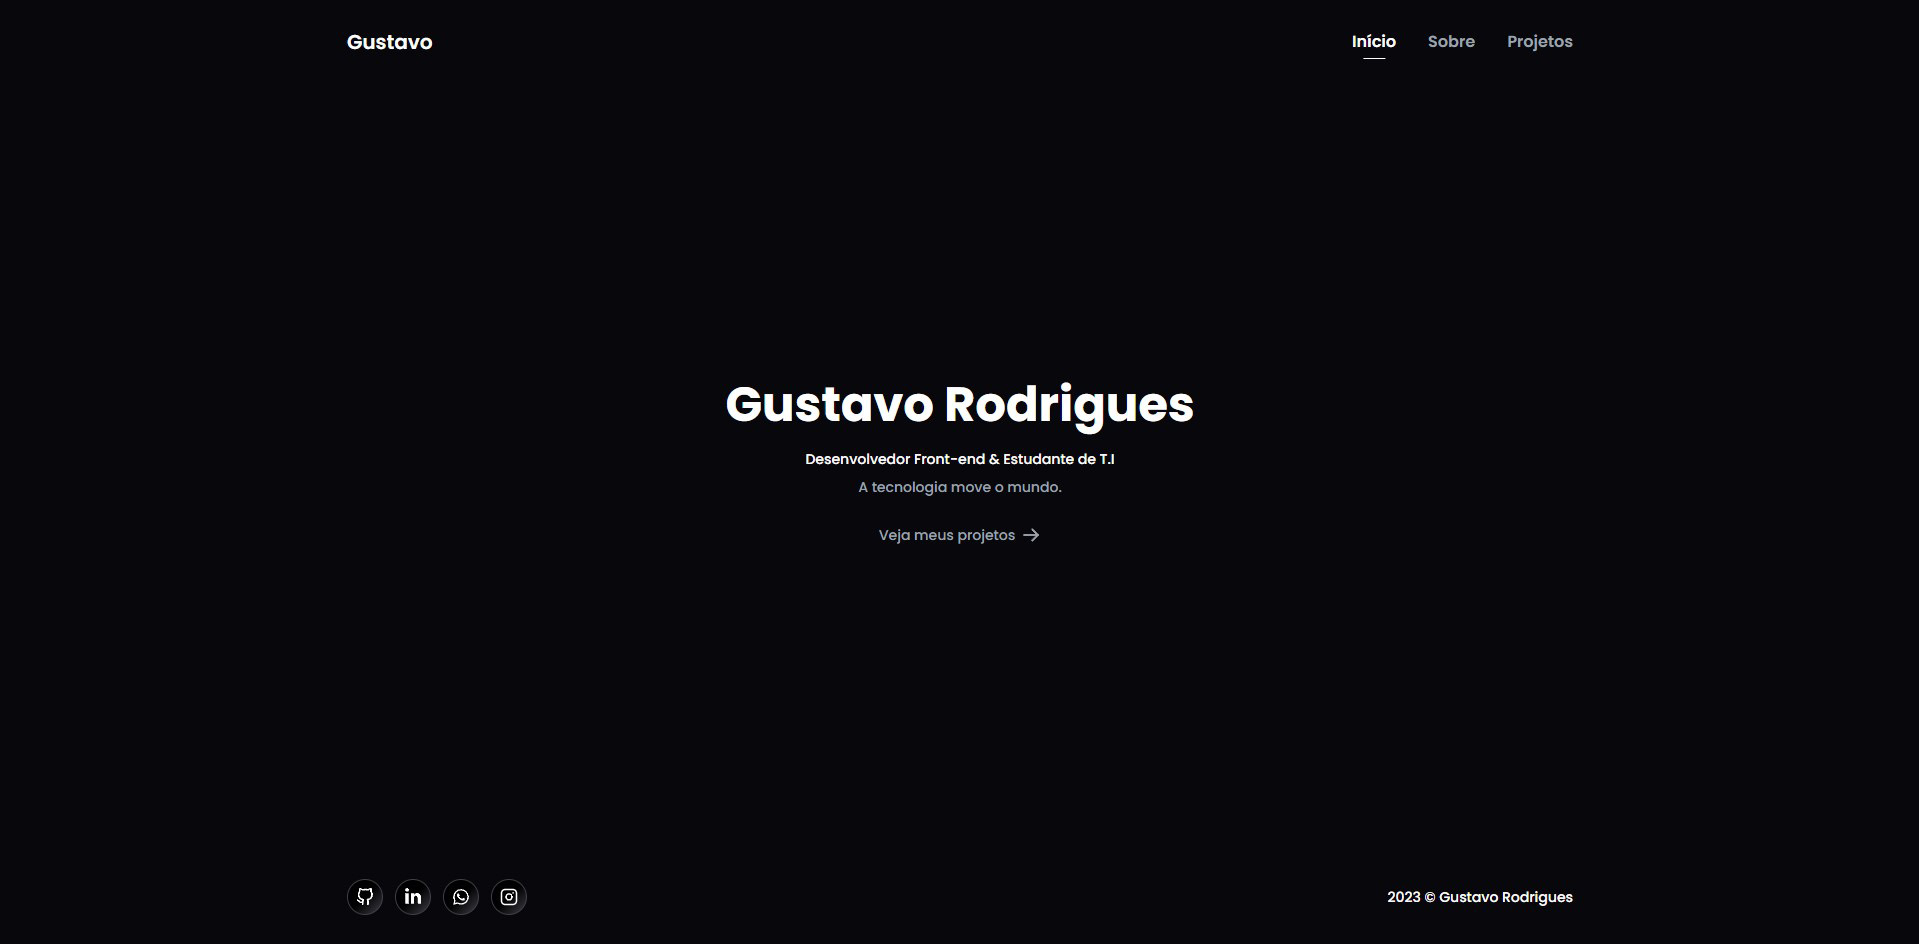 Gustavo
Início Sobre Projetos
Gustavo Rodrigues
Desenvolvedor Front-end & Estudante de T.I
A tecnologia move o mundo.
Veja meus projetos
2023 © Gustavo Rodrigues